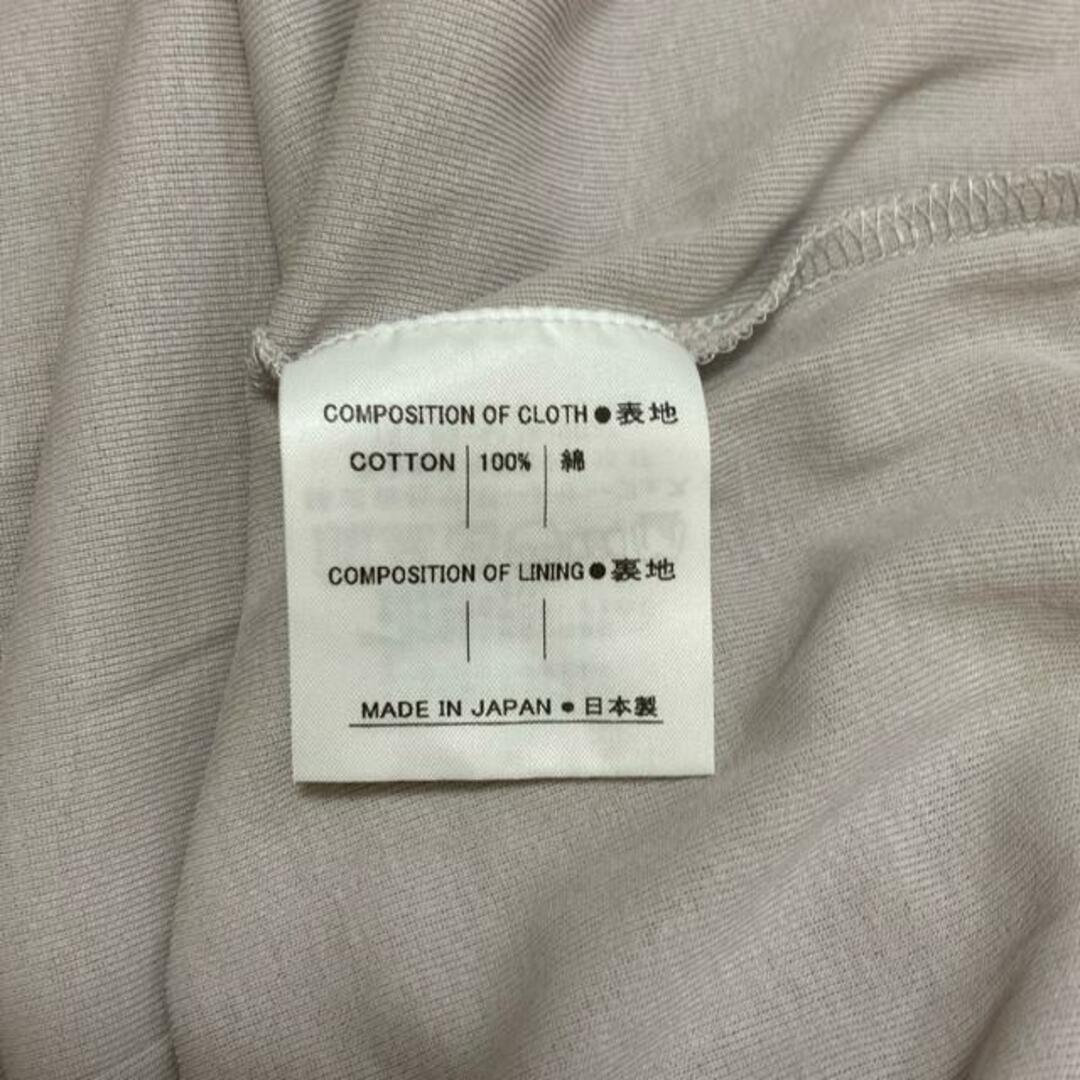 COMPOSITION OF CLOTH●表地
COTTON 100% 綿
COMPOSITION OF LINING●裏地
MADE IN JAPAN ● 日本製